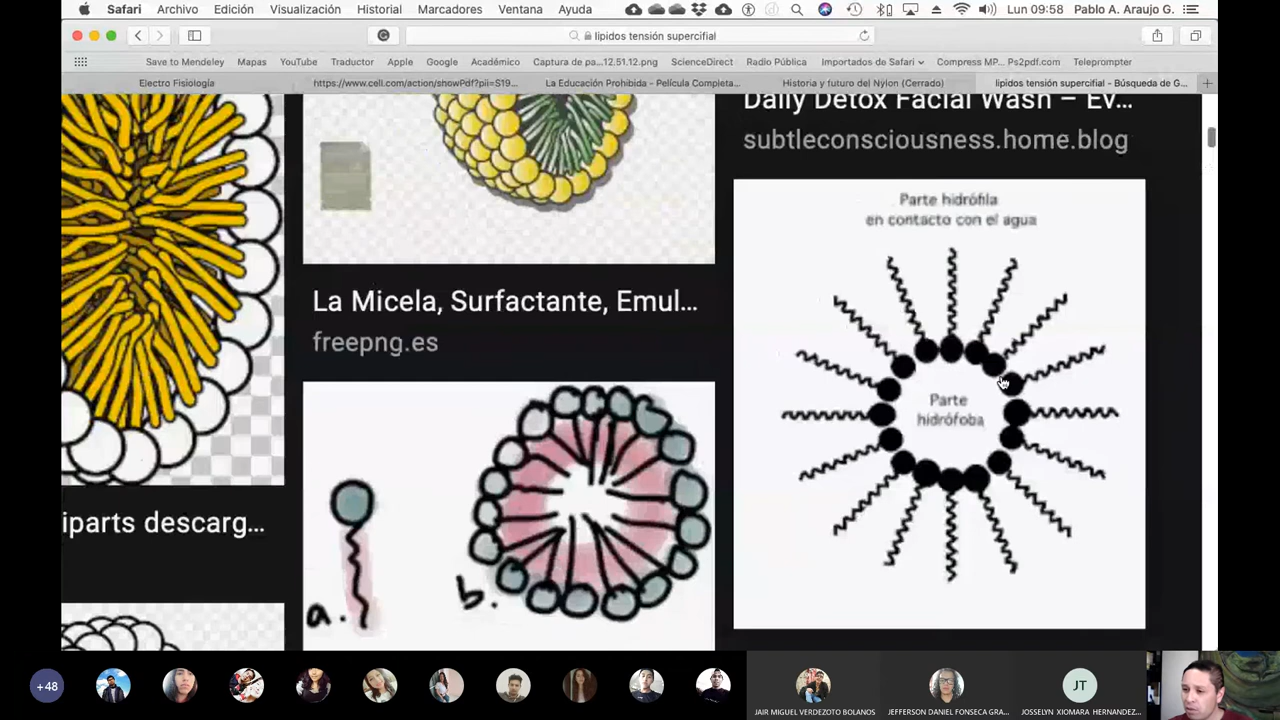 Safari Archivo Edición Visualización Historial Marcadores Ventana Ayuda Lun 09:58 Pablo A. Araujo G.
lipidos tensión supercifial
Save to Mendeley Mapas YouTube Traductor Apple Google Académico Captura de pa...12.51.12.png ScienceDirect Radio Pública Importados de Safari Compress MP... Ps2pdf.com Teleprompter
Electro Fisiología https://www.cell.com/action/showPdf?pii=S19... La Educación Prohibida - Película Completa... Historia y futuro del Nylon (Cerrado) lipidos tensión supercifial - Búsqueda de G...
Daily Detox Facial Wash – Ev...
subtleconsciousness.home.blog
Parte hidrófila
en contacto con el agua
La Micela, Surfactante, Emul...
freepng.es
Parte
hidrófoba
iparts descarg...
a.
b.
+48
JT
JAIR MIGUEL VERDEZOTO BOLANOS
JEFFERSON DANIEL FONSECA GRA...
JOSSELYN XIOMARA HERNANDEZ...